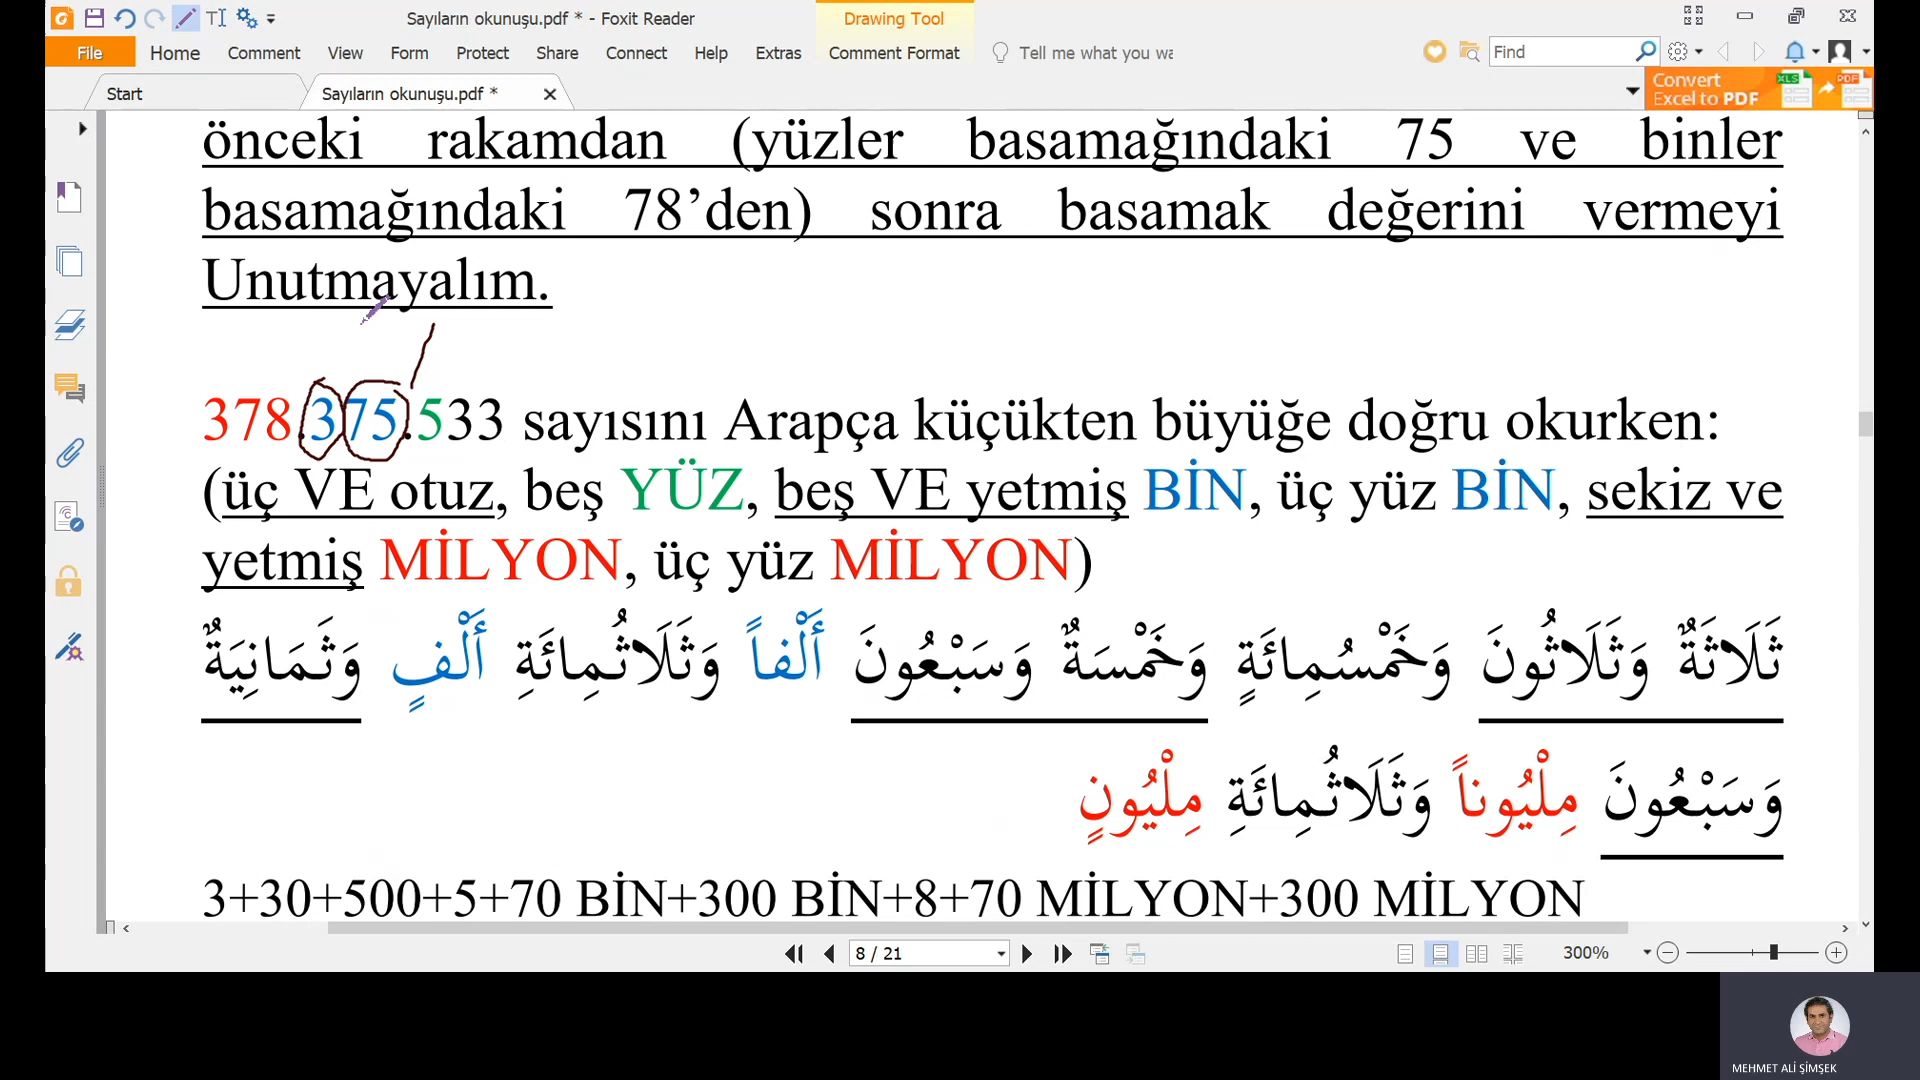 Sayıların okunuşu.pdf * - Foxit Reader
Drawing Tool
File Home Comment View Form Protect Share Connect Help Extras Comment Format Tell me what you wa
Find
Start
Sayıların okunuşu.pdf *
Convert
Excel to PDF
XLS
PDF
önceki rakamdan (yüzler basamağındaki 75 ve binler
basamağındaki 78’den) sonra basamak değerini vermeyi
Unutmayalım.
378.375.533 sayısını Arapça küçükten büyüğe doğru okurken:
(üç VE otuz, beş YÜZ, beş VE yetmiş BİN, üç yüz BİN, sekiz ve
yetmiş MİLYON, üç yüz MİLYON)
ثَلَاثَةٌ وَثَلَاثُونَ وَخَمْسُمِائَةٍ وَخَمْسَةٌ وَسَبْعُونَ أَلْفاً وَثَلَاثُمِائَةِ أَلْفٍ وَثَمَانِيَةٌ
وَسَبْعُونَ مِلْيُوناً وَثَلَاثُمِائَةِ مِلْيُونٍ
3+30+500+5+70 BİN+300 BİN+8+70 MİLYON+300 MİLYON
8 / 21
300%
MEHMET ALİ ŞİMŞEK